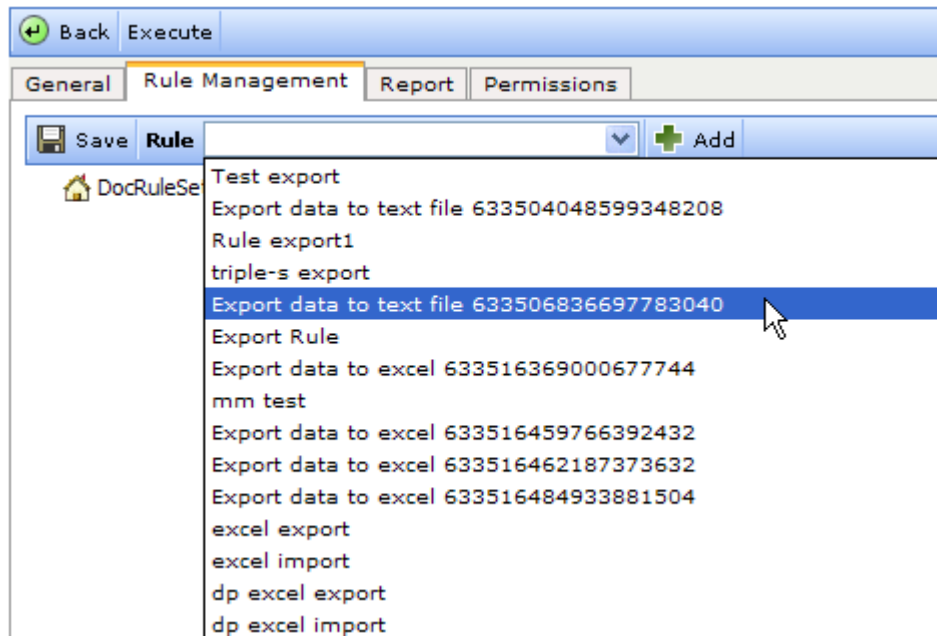 Back Execute
General Rule Management Report Permissions
Save Rule Add
DocRuleSe
Test export
Export data to text file 633504048599348208
Rule export1
triple-s export
Export data to text file 633506836697783040
Export Rule
Export data to excel 633516369000677744
mm test
Export data to excel 633516459766392432
Export data to excel 633516462187373632
Export data to excel 633516484933881504
excel export
excel import
dp excel export
dp excel import